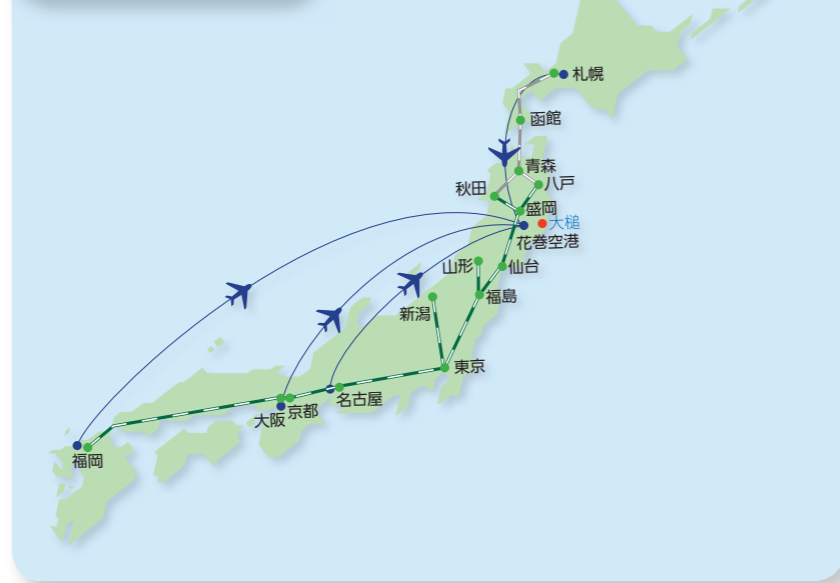 札幌
函館
青森
八戸
秋田
盛岡
大槌
花巻空港
山形
仙台
福島
新潟
東京
名古屋
京都
大阪
福岡